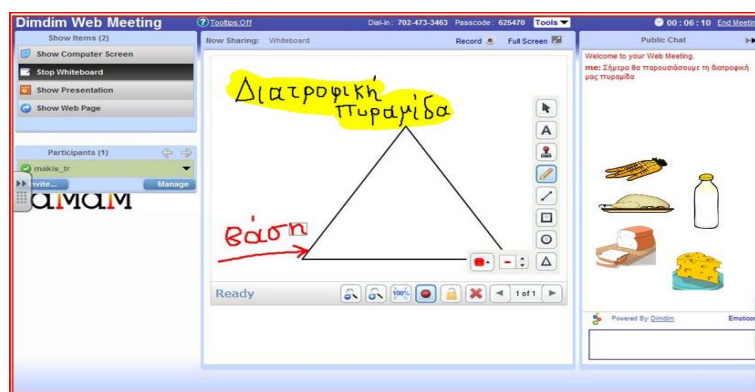 Dimdim Web Meeting
Tooltips:Off
Dial-in : 702-473-3463 Passcode : 625470
Tools
00 : 06 : 10 End Meetin
Show Items (2)
Show Computer Screen
Stop Whiteboard
Show Presentation
Show Web Page
Participants (1)
makis_tr
nvite...
Manage
Now Sharing: Whiteboard
Record
Full Screen
Διατροφική
πυραμίδα
βάση
A
Ready
100%
1 of 1
Public Chat
Welcome to your Web Meeting.
me: Σήμερα θα παρουσιάσουμε τη διατροφική
μας πυραμίδα
Powered By Dimdim
Emoticon